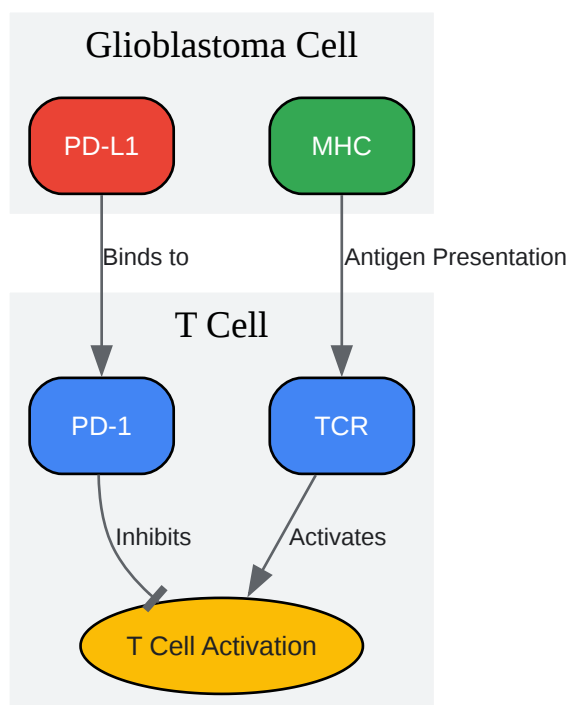 Glioblastoma Cell
PD-L1
MHC
Binds to
Antigen Presentation
T Cell
PD-1
TCR
Inhibits
Activates
T Cell Activation